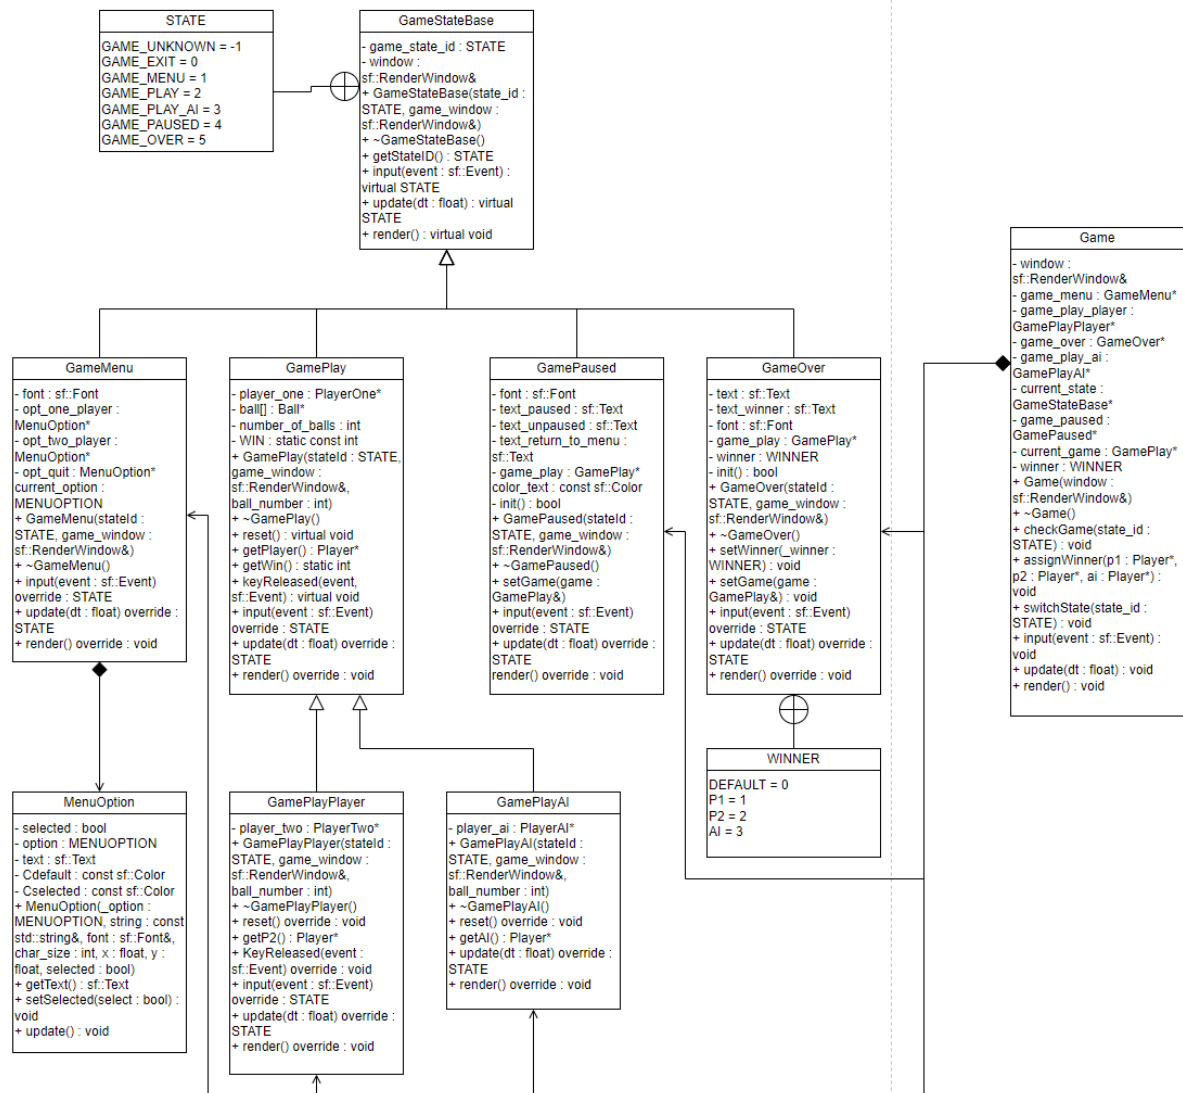 STATE
GAME_UNKNOWN = -1
GAME_EXIT = 0
GAME_MENU = 1
GAME_PLAY = 2
GAME_PLAY_AI = 3
GAME_PAUSED = 4
GAME_OVER = 5
GameStateBase
- game_state_id : STATE
- window :
sf::RenderWindow&
+ GameStateBase(state_id :
STATE, game_window :
sf::RenderWindow&)
+ ~GameStateBase()
+ getStateID() : STATE
+ input(event : sf::Event) :
virtual STATE
+ update(dt : float) : virtual
STATE
+ render() : virtual void
Game
- window :
sf::RenderWindow&
- game_menu : GameMenu*
- game_play_player :
GamePlayPlayer*
- game_over : GameOver*
- game_play_ai :
GamePlayAI*
- current_state :
GameStateBase*
- game_paused :
GamePaused*
- current_game : GamePlay*
- winner : WINNER
+ Game(window :
sf::RenderWindow&)
+ ~Game()
+ checkGame(state_id :
STATE) : void
+ assignWinner(p1 : Player*,
p2 : Player*, ai : Player*) :
void
+ switchState(state_id :
STATE) : void
+ input(event : sf::Event) :
void
+ update(dt : float) : void
+ render() : void
GameMenu
- font : sf::Font
- opt_one_player :
MenuOption*
- opt_two_player :
MenuOption*
- opt_quit : MenuOption*
current_option :
MENUOPTION
+ GameMenu(stateId :
STATE, game_window :
sf::RenderWindow&)
+ ~GameMenu()
+ input(event : sf::Event)
override : STATE
+ update(dt : float) override :
STATE
+ render() override : void
GamePlay
- player_one : PlayerOne*
- ball[] : Ball*
- number_of_balls : int
- WIN : static const int
+ GamePlay(stateId : STATE,
game_window :
sf::RenderWindow&,
ball_number : int)
+ ~GamePlay()
+ reset() : virtual void
+ getPlayer() : Player*
+ getWin() : static int
+ keyReleased(event,
sf::Event) : virtual void
+ input(event : sf::Event)
override : STATE
+ update(dt : float) override :
STATE
+ render() override : void
GamePaused
- font : sf::Font
- text_paused : sf::Text
- text_unpaused : sf::Text
- text_return_to_menu :
sf::Text
- game_play : GamePlay*
color_text : const sf::Color
- init() : bool
+ GamePaused(stateId :
STATE, game_window :
sf::RenderWindow&)
+ ~GamePaused()
+ setGame(game :
GamePlay&)
+ input(event : sf::Event)
override : STATE
+ update(dt : float) override :
STATE
render() override : void
GameOver
- text : sf::Text
- text_winner : sf::Text
- font : sf::Font
- game_play : GamePlay*
- winner : WINNER
- init() : bool
+ GameOver(stateId :
STATE, game_window :
sf::RenderWindow&)
+ ~GameOver()
+ setWinner(_winner :
WINNER) : void
+ setGame(game :
GamePlay&) : void
+ input(event : sf::Event)
override : STATE
+ update(dt : float) override :
STATE
+ render() override : void
WINNER
DEFAULT = 0
P1 = 1
P2 = 2
AI = 3
MenuOption
- selected : bool
- option : MENUOPTION
- text : sf::Text
- Cdefault : const sf::Color
- Cselected : const sf::Color
+ MenuOption(_option :
MENUOPTION, string : const
std::string&, font : sf::Font&,
char_size : int, x : float, y :
float, selected : bool)
+ getText() : sf::Text
+ setSelected(select : bool) :
void
+ update() : void
GamePlayPlayer
- player_two : PlayerTwo*
+ GamePlayPlayer(stateId :
STATE, game_window :
sf::RenderWindow&,
ball_number : int)
+ ~GamePlayPlayer()
+ reset() override : void
+ getP2() : Player*
+ KeyReleased(event :
sf::Event) override : void
+ input(event : sf::Event)
override : STATE
+ update(dt : float) override :
STATE
+ render() override : void
GamePlayAI
- player_ai : PlayerAI*
+ GamePlayAI(stateId :
STATE, game_window :
sf::RenderWindow&,
ball_number : int)
+ ~GamePlayAI()
+ reset() override : void
+ getAI() : Player*
+ update(dt : float) override :
STATE
+ render() override : void